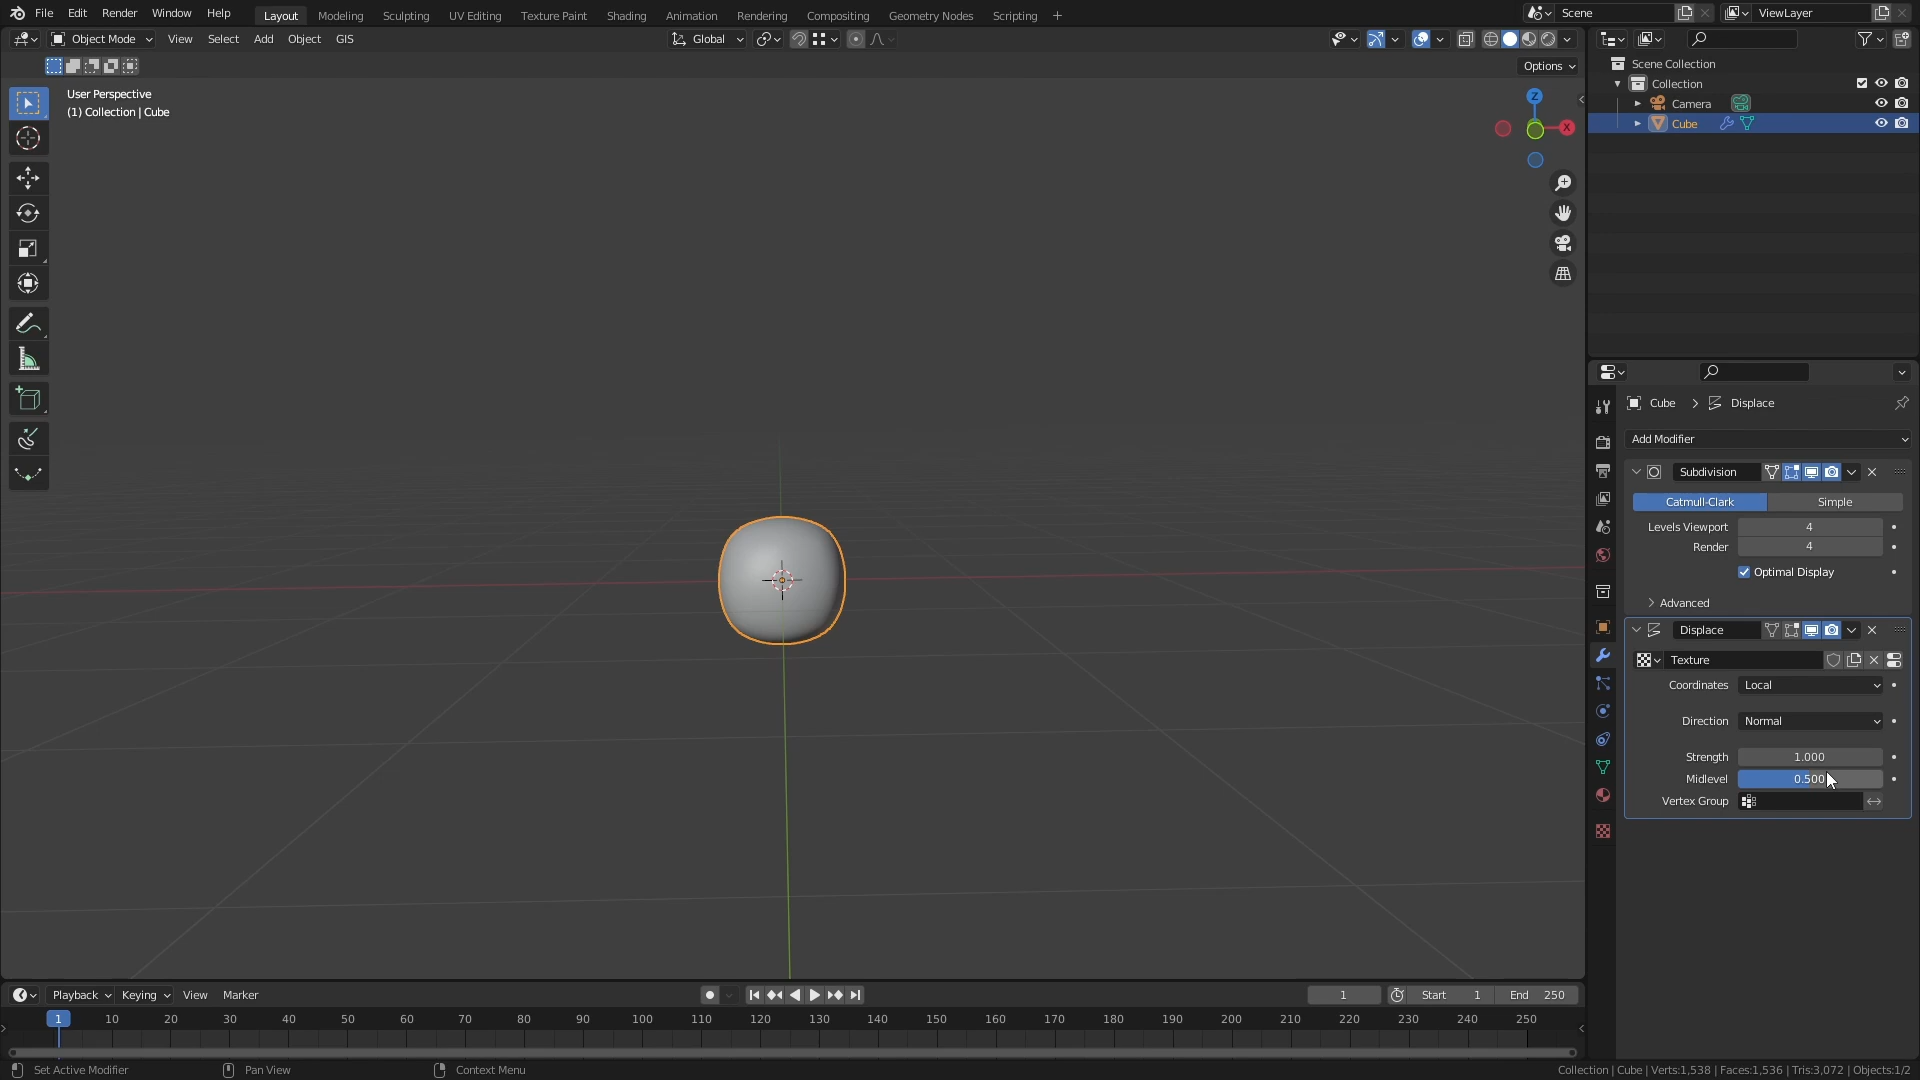 File Edit Render Window Help Layout Modeling Sculpting UV Editing Texture Paint Shading Animation Rendering Compositing Geometry Nodes Scripting + Scene ViewLayer
Object Mode View Select Add Object GIS Global
Options
User Perspective
(1) Collection | Cube
Z
X
Scene Collection
Collection
Camera
Cube
Cube > Displace
Add Modifier
Subdivision
Catmull-Clark Simple
Levels Viewport 4
Render 4
Optimal Display
Advanced
Displace
Texture
Coordinates Local
Direction Normal
Strength 1.000
Midlevel 0.500
Vertex Group
Playback Keying View Marker 1 Start 1 End 250
1 10 20 30 40 50 60 70 80 90 100 110 120 130 140 150 160 170 180 190 200 210 220 230 240 250
Set Active Modifier Pan View Context Menu Collection | Cube | Verts:1,538 | Faces:1,536 | Tris:3,072 | Objects:1/2